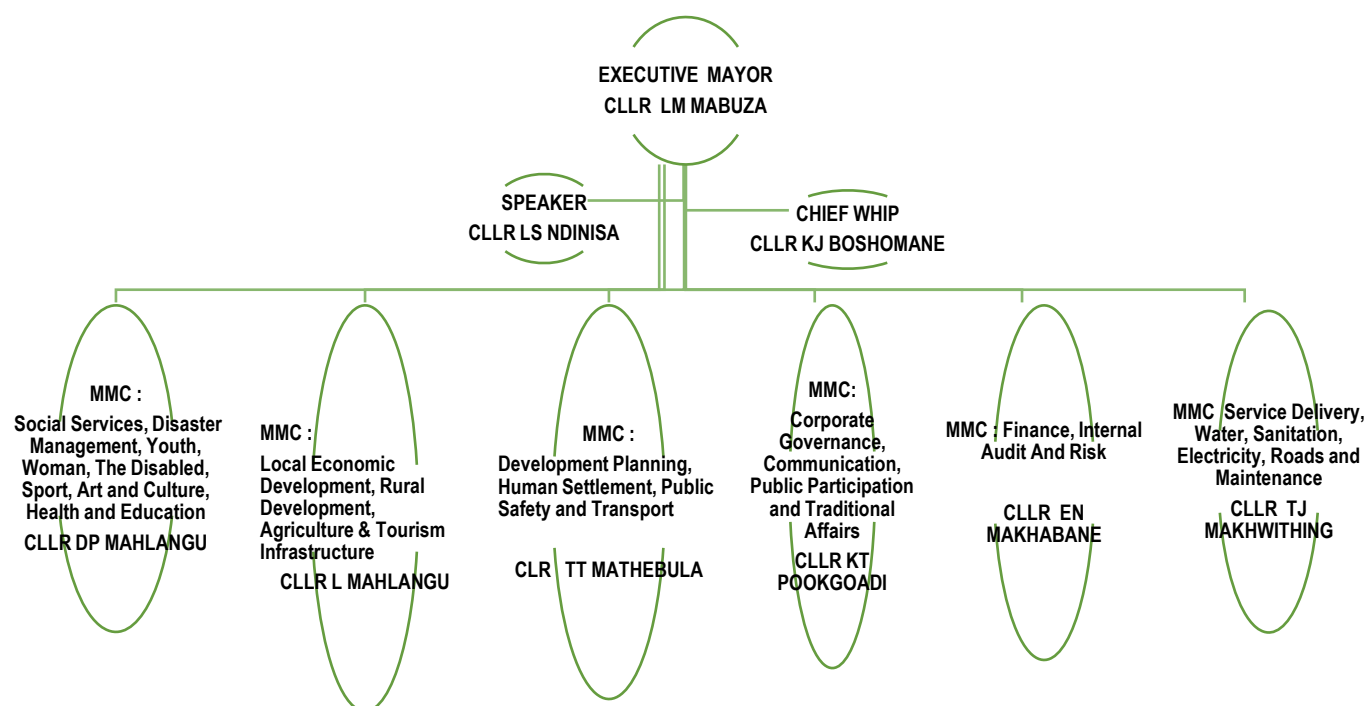 EXECUTIVE MAYOR
CLLR LM MABUZA
SPEAKER
CLLR LS NDINISA
CHIEF WHIP
CLLR KJ BOSHOMANE
MMC :
Social Services, Disaster
Management, Youth,
Woman, The Disabled,
Sport, Art and Culture,
Health and Education
CLLR DP MAHLANGU
MMC :
Local Economic
Development, Rural
Development,
Agriculture & Tourism
Infrastructure
CLLR L MAHLANGU
MMC :
Development Planning,
Human Settlement, Public
Safety and Transport
CLR TT MATHEBULA
MMC:
Corporate
Governance,
Communication,
Public Participation
and Traditional
Affairs
CLLR KT
POOKGOADI
MMC : Finance, Internal
Audit And Risk
CLLR EN
MAKHABANE
MMC Service Delivery,
Water, Sanitation,
Electricity, Roads and
Maintenance
CLLR TJ
MAKHWITHING